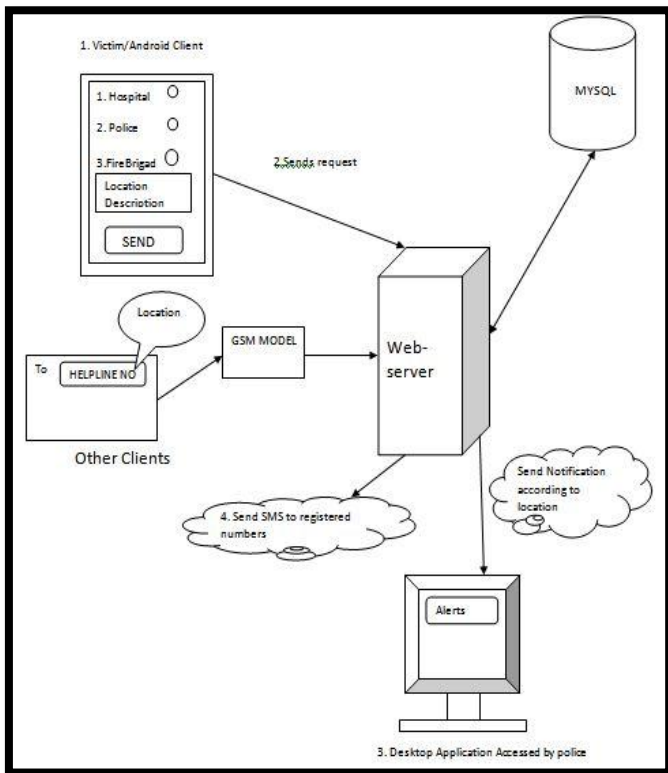 1. Victim/Android Client
1. Hospital
2. Police
3.FireBrigad
Location
Description
SEND
2.Sends request
MYSQL
Location
To
HELPLINE NO
Other Clients
GSM MODEL
Web-
server
4. Send SMS to registered
numbers
Send Notification
according to
location
Alerts
3. Desktop Application Accessed by police